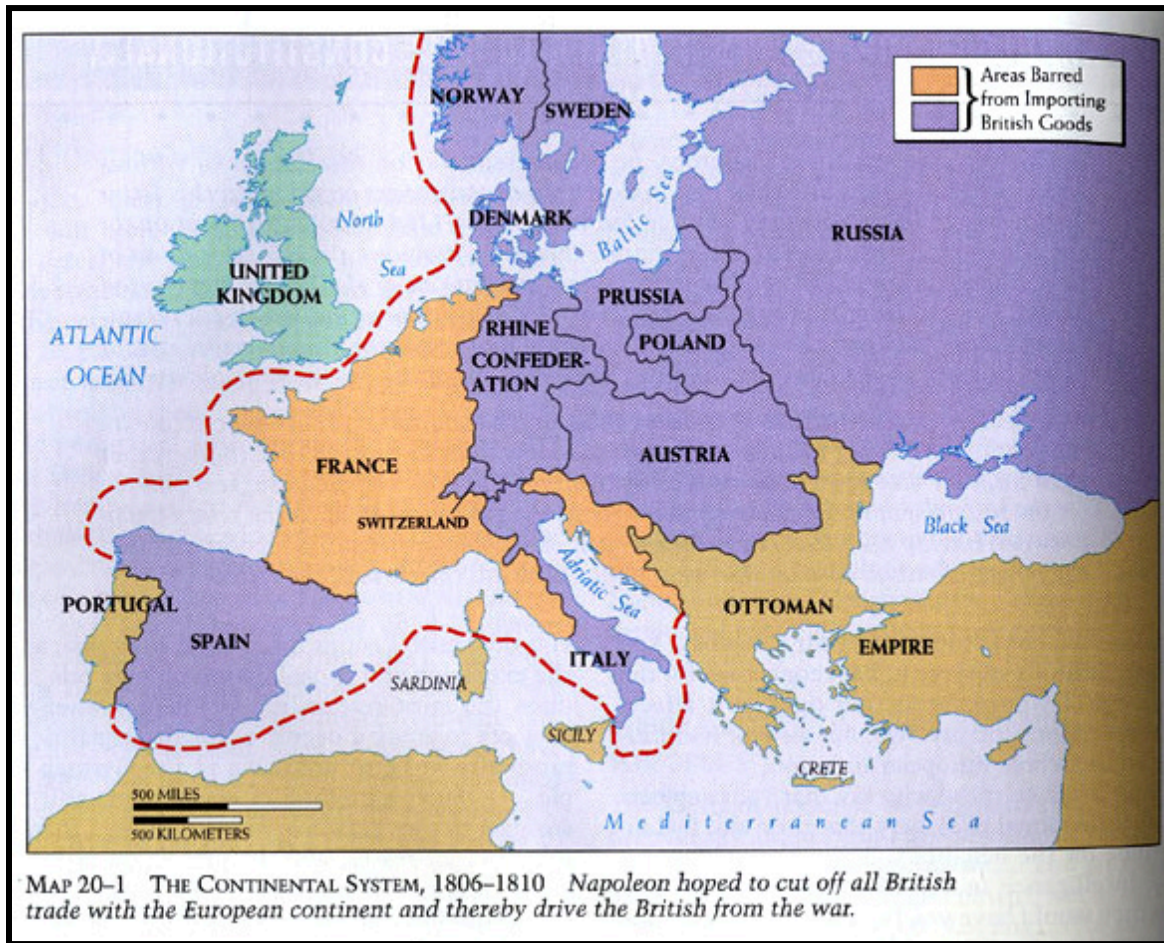 Areas Barred
from Importing
British Goods
NORWAY
SWEDEN
North
Sea
DENMARK
Baltic Sea
RUSSIA
UNITED
KINGDOM
ATLANTIC
OCEAN
PRUSSIA
RHINE
CONFEDER-
ATION
POLAND
FRANCE
AUSTRIA
SWITZERLAND
Black Sea
Adriatic Sea
PORTUGAL
SPAIN
OTTOMAN
EMPIRE
ITALY
SARDINIA
SICILY
CRETE
500 MILES
500 KILOMETERS
Mediterranean Sea
MAP 20–1 THE CONTINENTAL SYSTEM, 1806–1810 Napoleon hoped to cut off all British
trade with the European continent and thereby drive the British from the war.